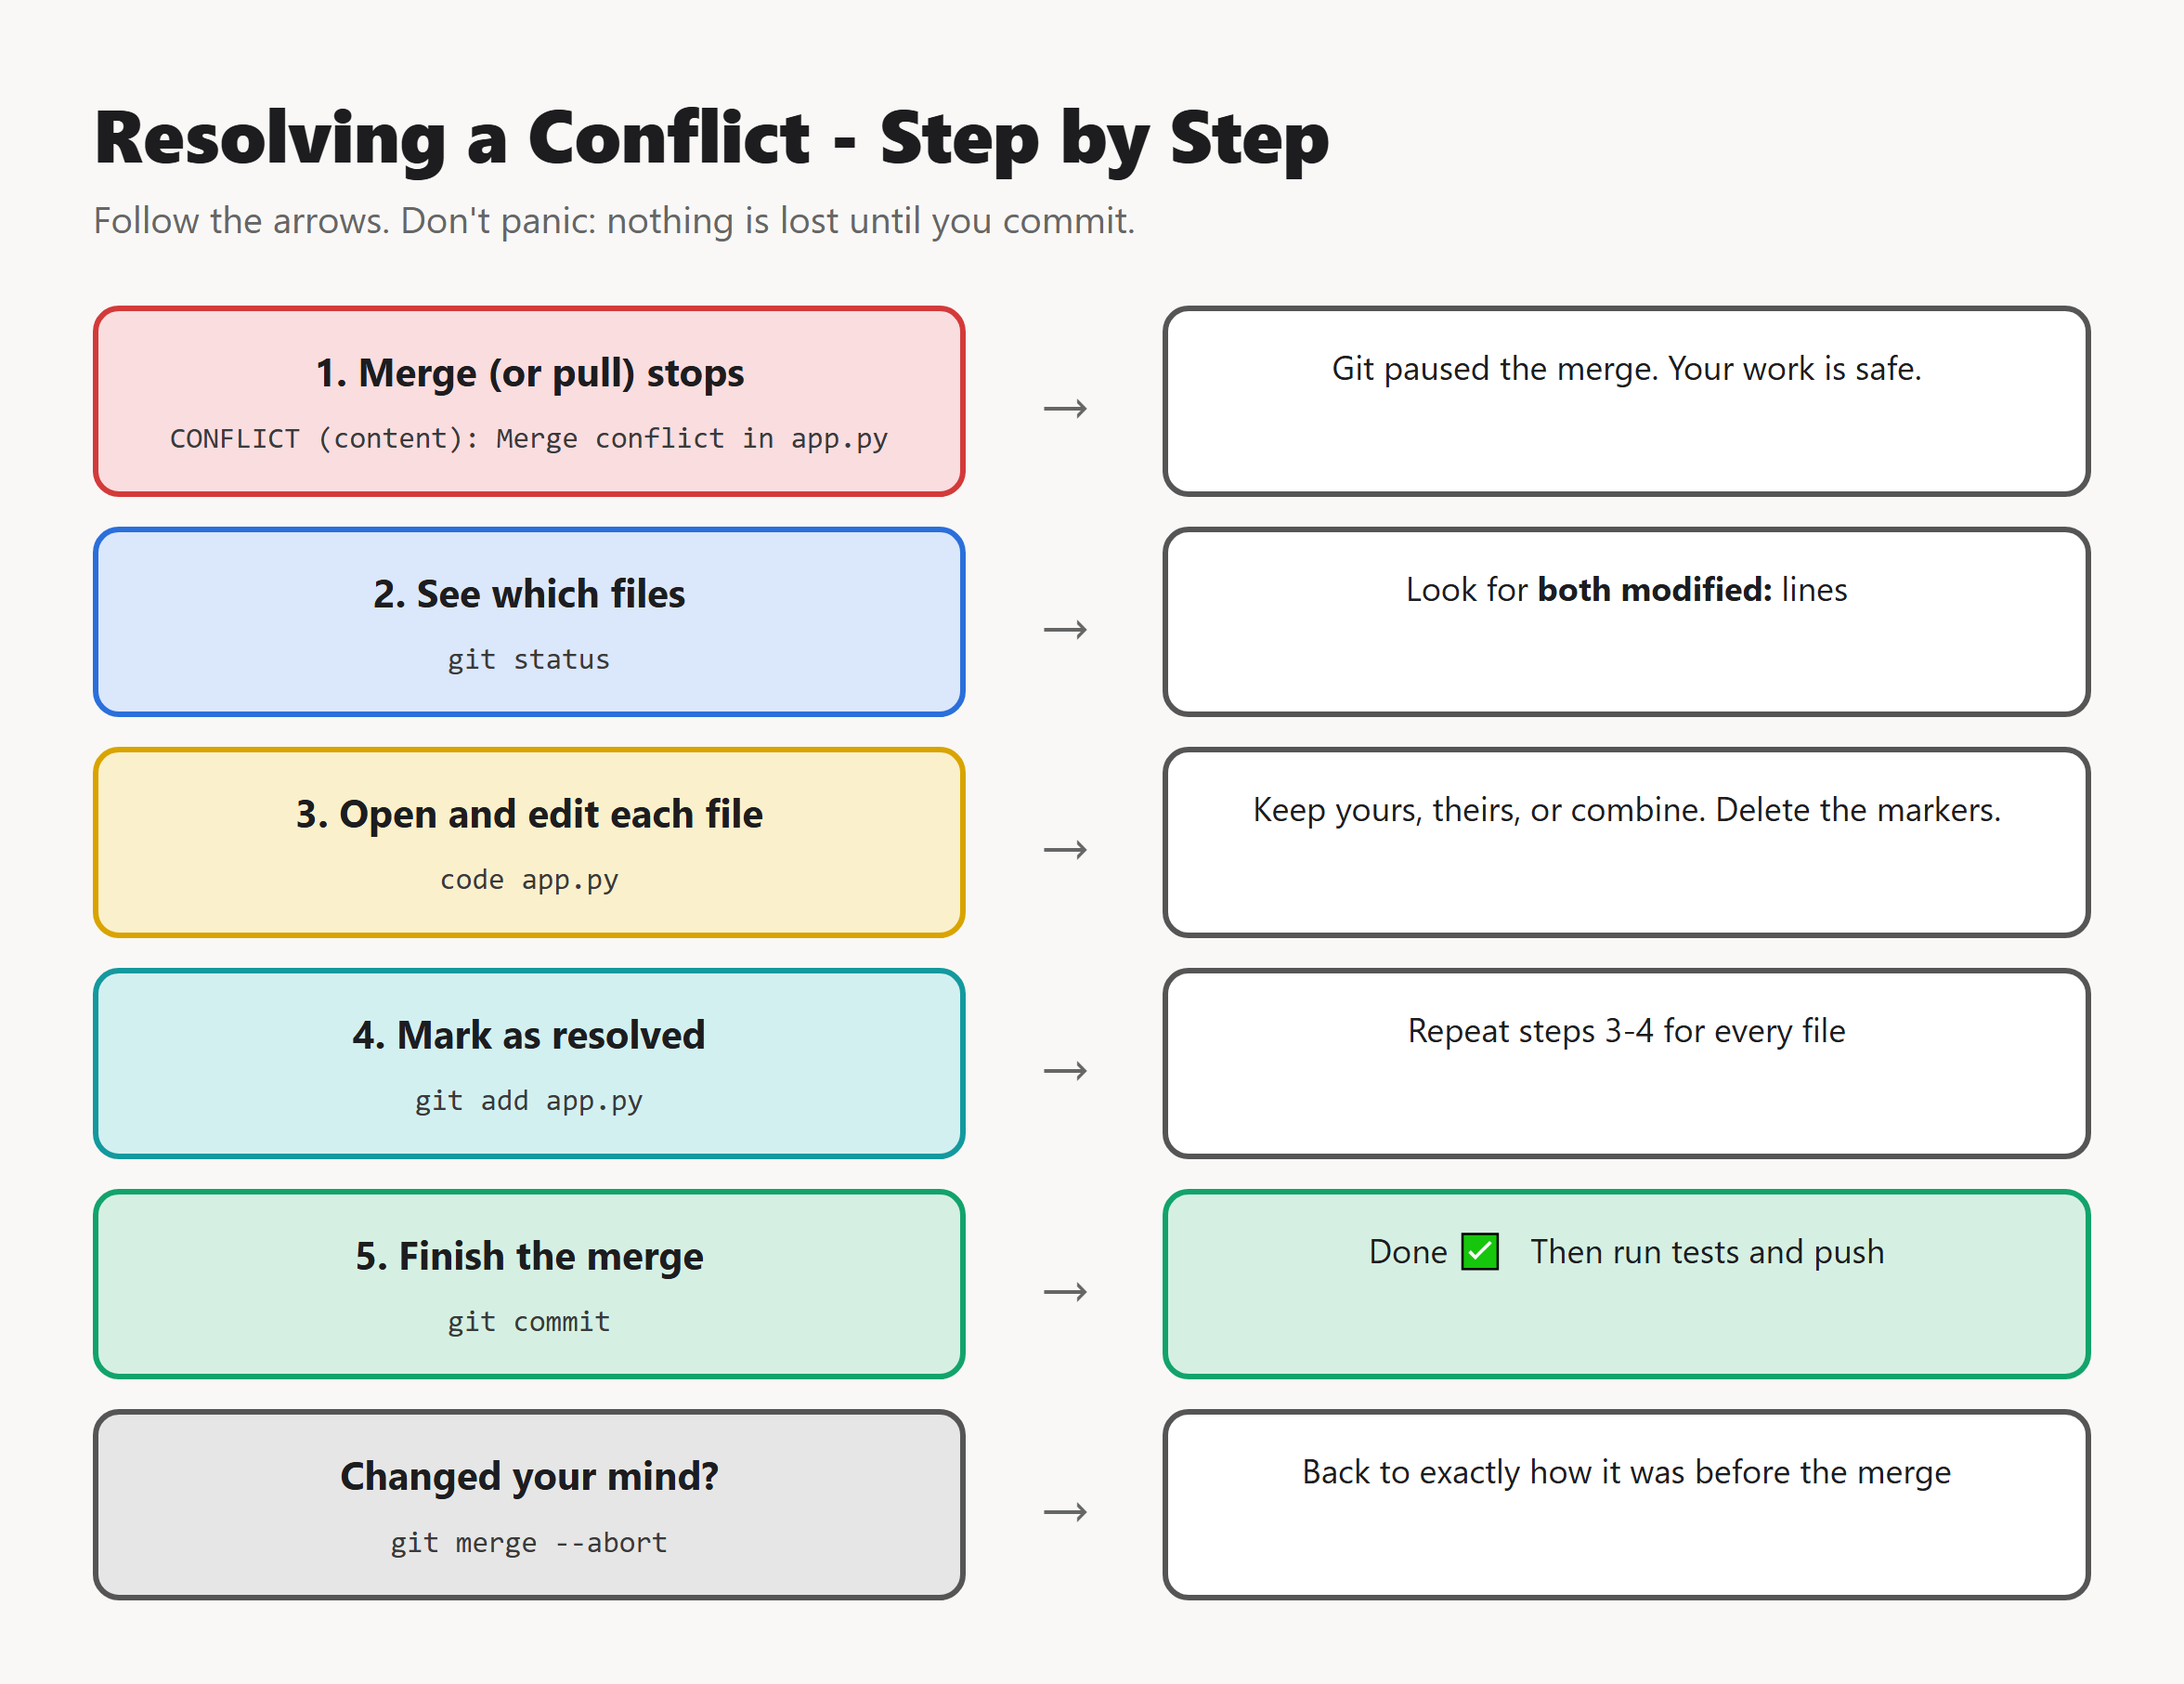 Resolving a Conflict - Step by Step
Follow the arrows. Don't panic: nothing is lost until you commit.
1. Merge (or pull) stops
CONFLICT (content): Merge conflict in app.py
→
Git paused the merge. Your work is safe.
2. See which files
git status
→
Look for both modified: lines
3. Open and edit each file
code app.py
→
Keep yours, theirs, or combine. Delete the markers.
4. Mark as resolved
git add app.py
→
Repeat steps 3-4 for every file
5. Finish the merge
git commit
→
Done ✅ Then run tests and push
Changed your mind?
git merge --abort
→
Back to exactly how it was before the merge